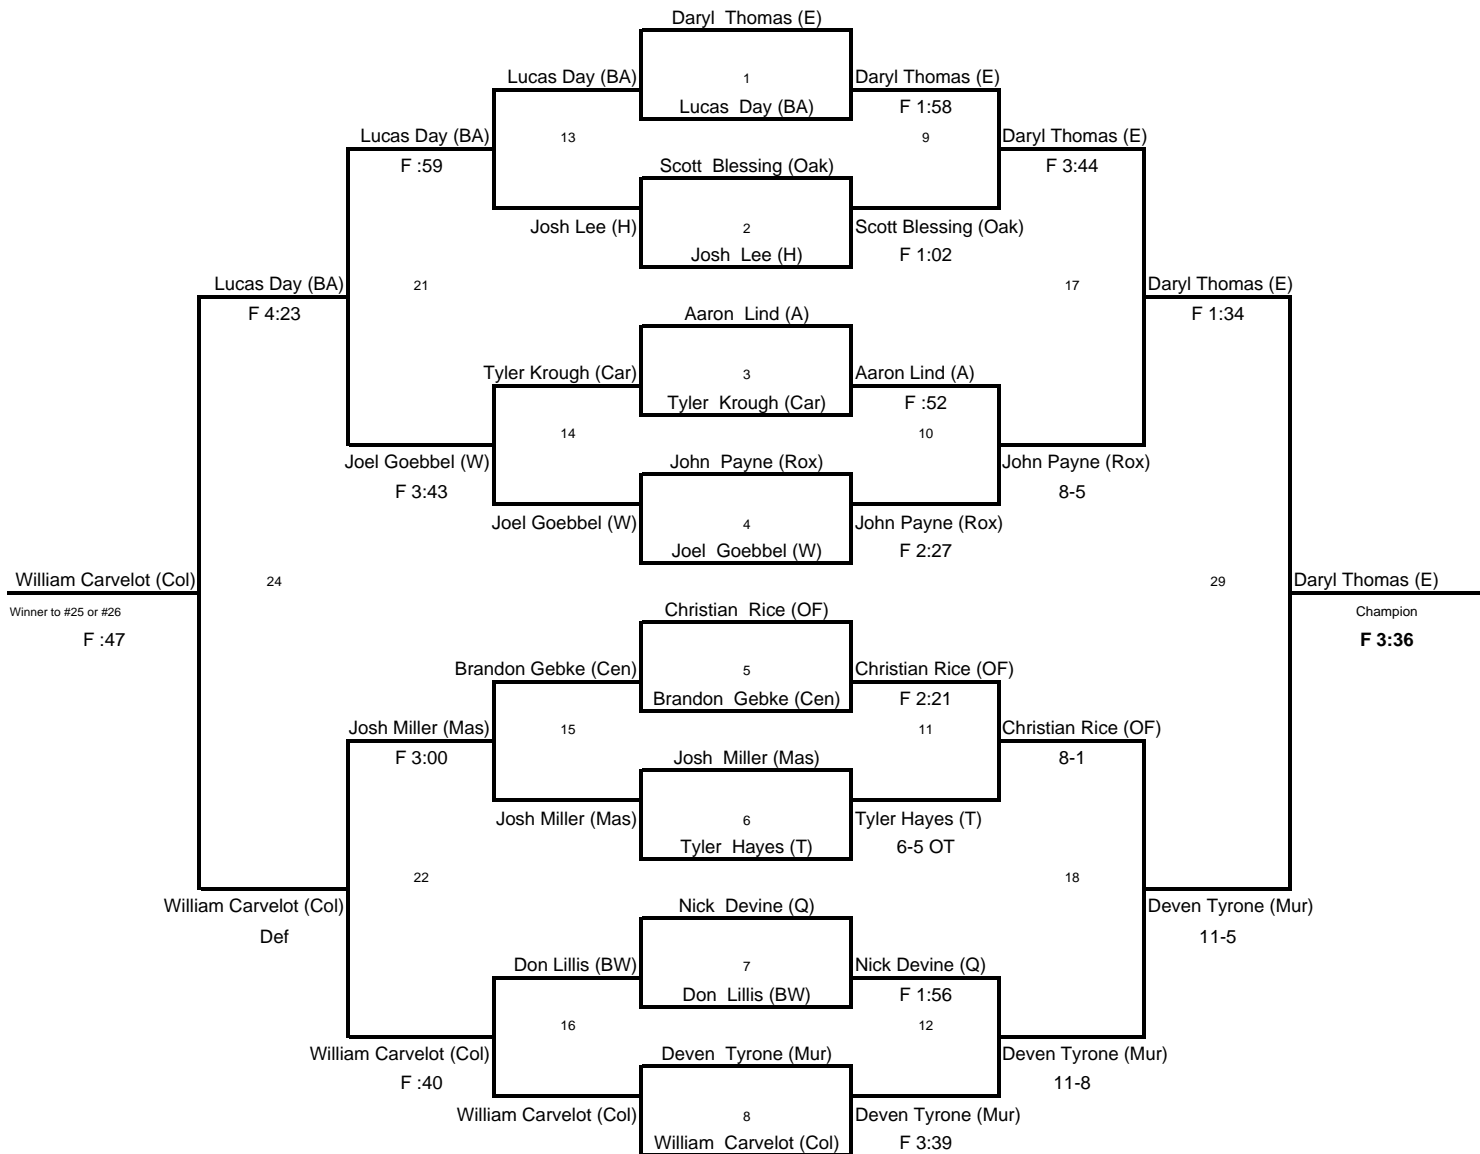 Daryl Thomas (E)
Lucas Day (BA) 1 Daryl Thomas (E)
Lucas Day (BA) F 1:58
Lucas Day (BA) 13 9 Daryl Thomas (E)
F :59 Scott Blessing (Oak) F 3:44
Josh Lee (H) 2 Scott Blessing (Oak)
Josh Lee (H) F 1:02
Lucas Day (BA) 21 17 Daryl Thomas (E)
F 4:23 Aaron Lind (A) F 1:34
Tyler Krough (Car) 3 Aaron Lind (A)
Tyler Krough (Car) F :52
14 10
Joel Goebbel (W) John Payne (Rox) John Payne (Rox)
F 3:43 8-5
Joel Goebbel (W) 4 John Payne (Rox)
Joel Goebbel (W) F 2:27
William Carvelot (Col) 24 29 Daryl Thomas (E)
Winner to #25 or #26 Christian Rice (OF) Champion
F :47 F 3:36
Brandon Gebke (Cen) 5 Christian Rice (OF)
Brandon Gebke (Cen) F 2:21
Josh Miller (Mas) 15 11 Christian Rice (OF)
F 3:00 Josh Miller (Mas) 8-1
Josh Miller (Mas) 6 Tyler Hayes (T)
Tyler Hayes (T) 6-5 OT
22 18
William Carvelot (Col) Nick Devine (Q) Deven Tyrone (Mur)
Def 11-5
Don Lillis (BW) 7 Nick Devine (Q)
Don Lillis (BW) F 1:56
16 12
William Carvelot (Col) Deven Tyrone (Mur) Deven Tyrone (Mur)
F :40 11-8
William Carvelot (Col) 8 Deven Tyrone (Mur)
William Carvelot (Col) F 3:39